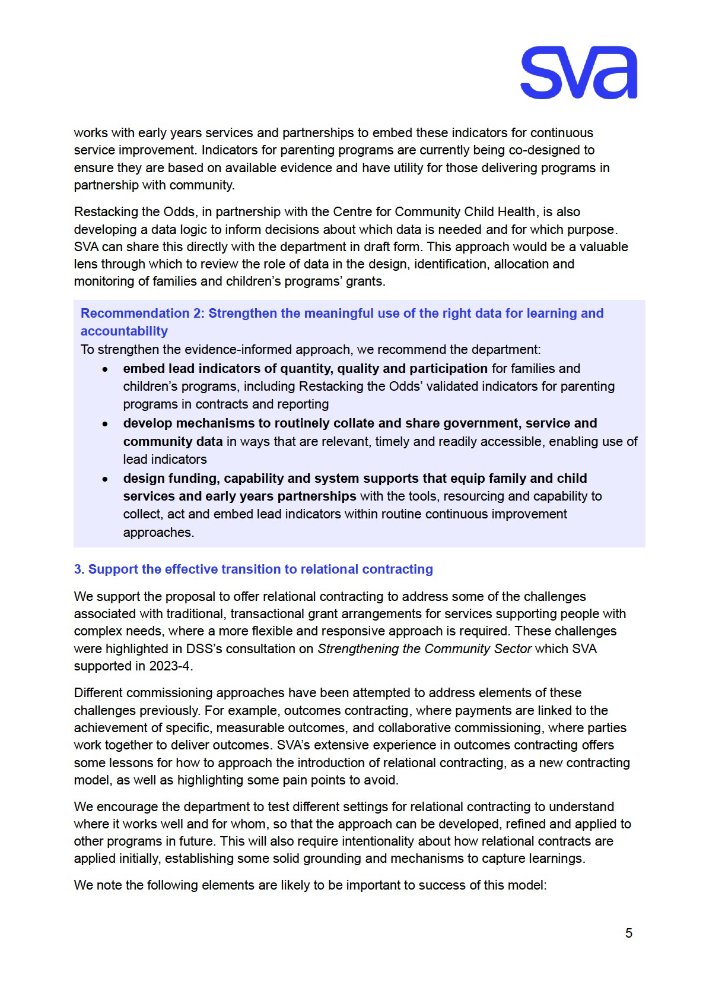 sva
works with early years services and partnerships to embed these indicators for continuous
service improvement. Indicators for parenting programs are currently being co-designed to
ensure they are based on available evidence and have utility for those delivering programs in
partnership with community.
Restacking the Odds, in partnership with the Centre for Community Child Health, is also
developing a data logic to inform decisions about which data is needed and for which purpose.
SVA can share this directly with the department in draft form. This approach would be a valuable
lens through which to review the role of data in the design, identification, allocation and
monitoring of families and children’s programs’ grants.
Recommendation 2: Strengthen the meaningful use of the right data for learning and
accountability
To strengthen the evidence-informed approach, we recommend the department:
• embed lead indicators of quantity, quality and participation for families and
children’s programs, including Restacking the Odds’ validated indicators for parenting
programs in contracts and reporting
• develop mechanisms to routinely collate and share government, service and
community data in ways that are relevant, timely and readily accessible, enabling use of
lead indicators
• design funding, capability and system supports that equip family and child
services and early years partnerships with the tools, resourcing and capability to
collect, act and embed lead indicators within routine continuous improvement
approaches.
3. Support the effective transition to relational contracting
We support the proposal to offer relational contracting to address some of the challenges
associated with traditional, transactional grant arrangements for services supporting people with
complex needs, where a more flexible and responsive approach is required. These challenges
were highlighted in DSS’s consultation on Strengthening the Community Sector which SVA
supported in 2023-4.
Different commissioning approaches have been attempted to address elements of these
challenges previously. For example, outcomes contracting, where payments are linked to the
achievement of specific, measurable outcomes, and collaborative commissioning, where parties
work together to deliver outcomes. SVA’s extensive experience in outcomes contracting offers
some lessons for how to approach the introduction of relational contracting, as a new contracting
model, as well as highlighting some pain points to avoid.
We encourage the department to test different settings for relational contracting to understand
where it works well and for whom, so that the approach can be developed, refined and applied to
other programs in future. This will also require intentionality about how relational contracts are
applied initially, establishing some solid grounding and mechanisms to capture learnings.
We note the following elements are likely to be important to success of this model:
5